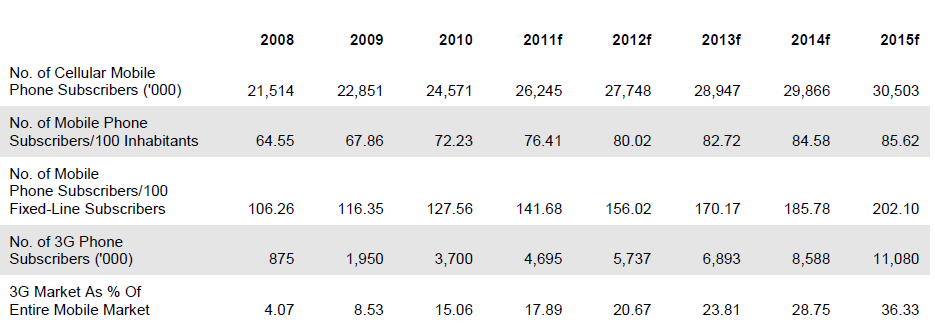 2008 2009 2010 2011f 2012f 2013f 2014f 2015f
No. of Cellular Mobile
Phone Subscribers ('000) 21,514 22,851 24,571 26,245 27,748 28,947 29,866 30,503
No. of Mobile Phone
Subscribers/100 Inhabitants 64.55 67.86 72.23 76.41 80.02 82.72 84.58 85.62
No. of Mobile
Phone Subscribers/100
Fixed-Line Subscribers 106.26 116.35 127.56 141.68 156.02 170.17 185.78 202.10
No. of 3G Phone
Subscribers ('000) 875 1,950 3,700 4,695 5,737 6,893 8,588 11,080
3G Market As % Of
Entire Mobile Market 4.07 8.53 15.06 17.89 20.67 23.81 28.75 36.33